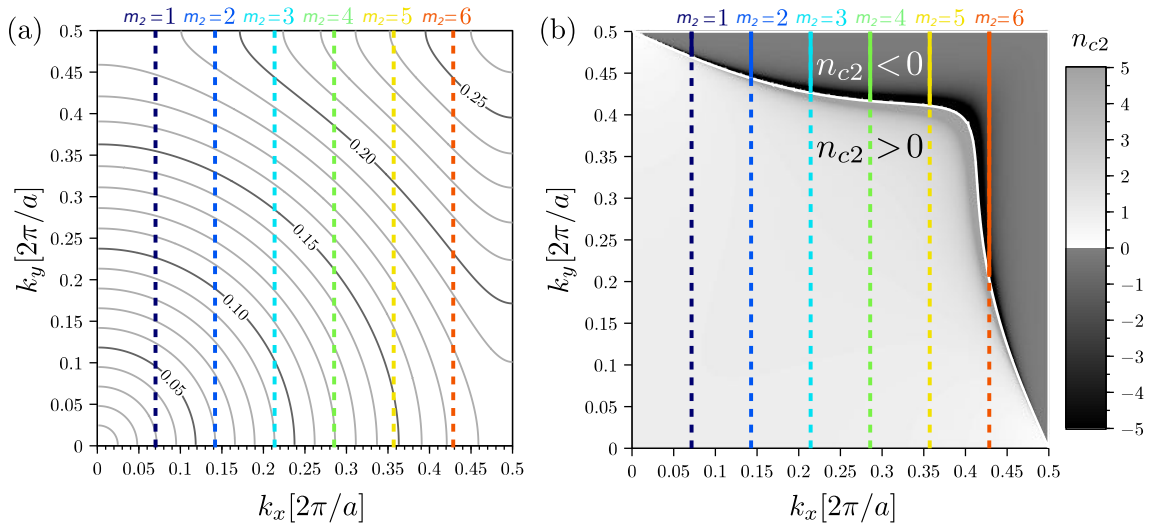 (a)
m₂=1 m₂=2 m₂=3 m₂=4 m₂=5 m₂=6
0.5
0.45
0.4
0.35
0.3
0.25
0.2
0.15
0.1
0.05
0
k_y[2π/a]
0.05
0.10
0.15
0.20
0.25
0 0.05 0.1 0.15 0.2 0.25 0.3 0.35 0.4 0.45 0.5
k_x[2π/a]
(b)
m₂=1 m₂=2 m₂=3 m₂=4 m₂=5 m₂=6
0.5
0.45
0.4
0.35
0.3
0.25
0.2
0.15
0.1
0.05
0
k_y[2π/a]
n_{c2} < 0
n_{c2} > 0
0.05 0.1 0.15 0.2 0.25 0.3 0.35 0.4 0.45 0.5
k_x[2π/a]
n_{c2}
5
4
3
2
1
0
−1
−2
−3
−4
−5